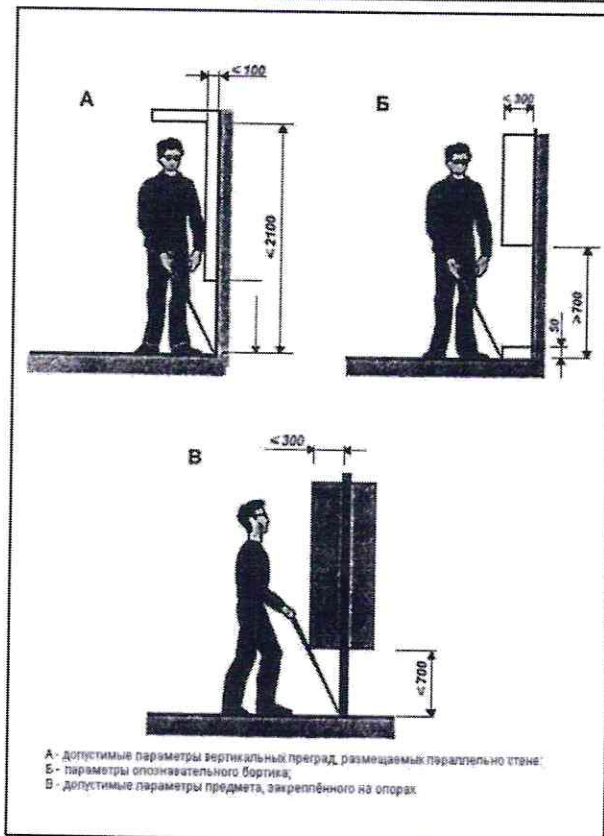 А
≤100
≤2100
Б
≤300
≥700
50
В
≤300
≤700
А - допустимые параметры вертикальных преград, размещаемых параллельно стене:
Б - параметры опознавательного бортика;
В - допустимые параметры предмета, закреплённого на опорах